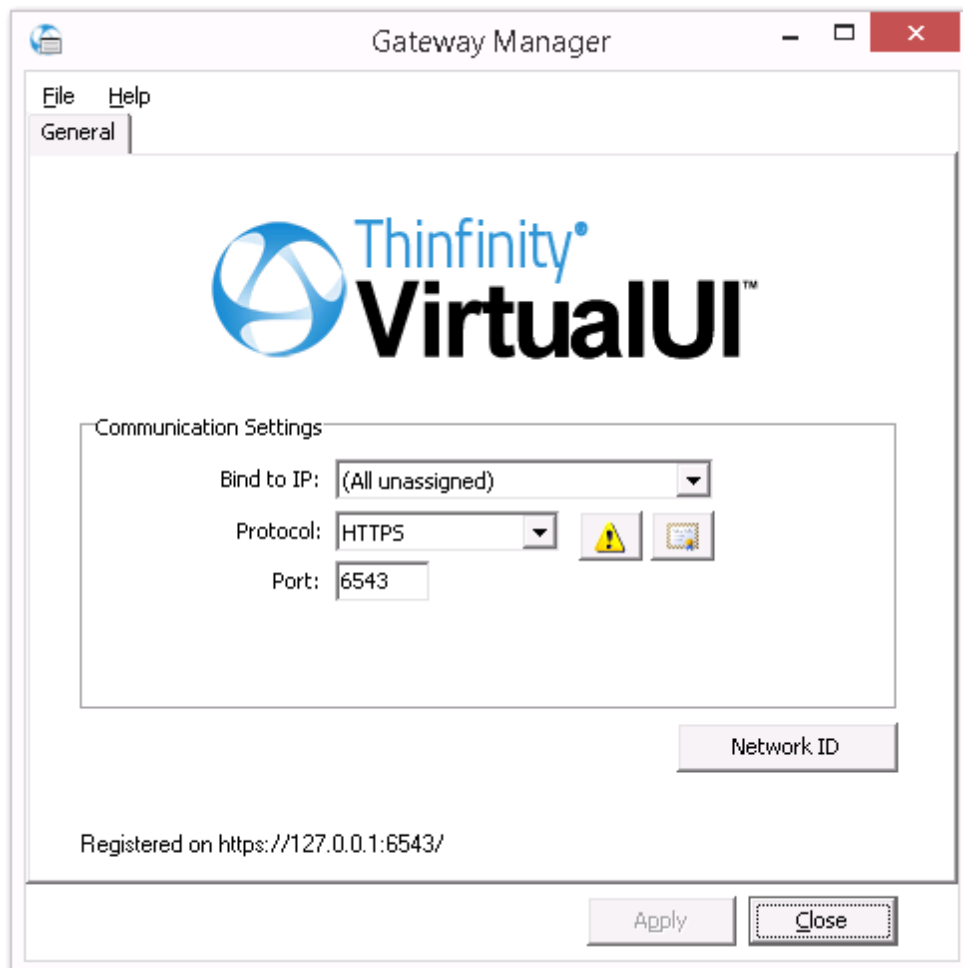 Gateway Manager
File Help
General
Thinfinity®
VirtualUI™
Communication Settings
Bind to IP: (All unassigned)
Protocol: HTTPS
Port: 6543
Network ID
Registered on https://127.0.0.1:6543/
Apply Close